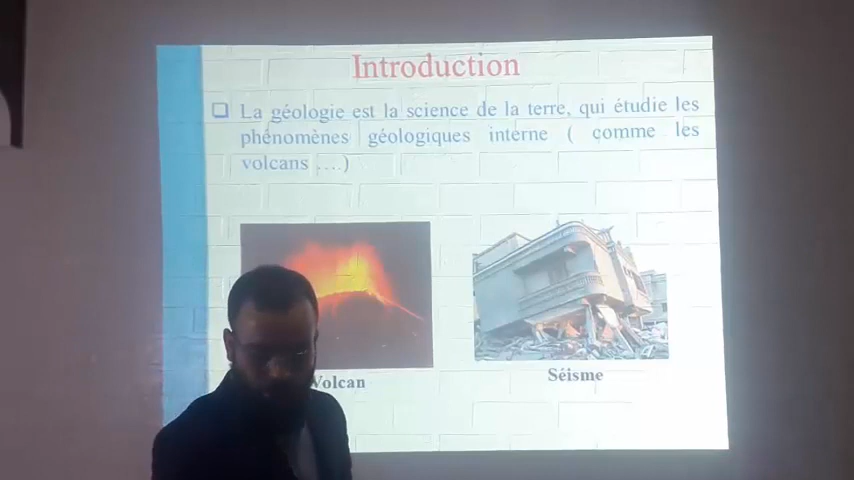 Introduction
La géologie est la science de la terre, qui étudie les
phénomènes géologiques interne ( comme les
volcans ….)
Volcan
Séisme